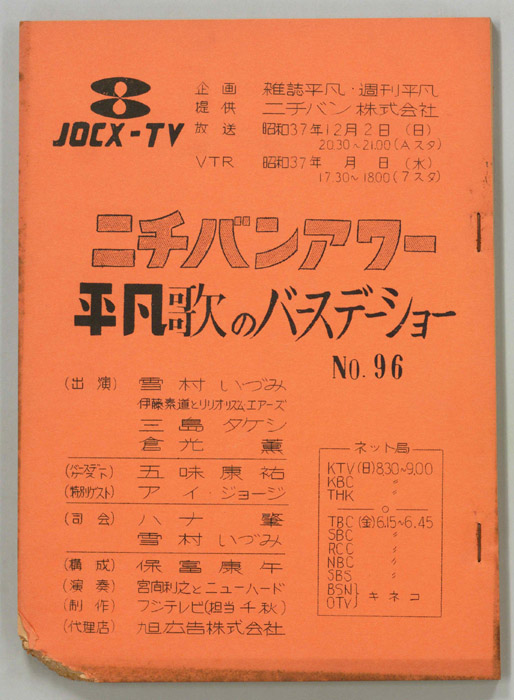 企画 雑誌平凡・週刊平凡
提供 ニチバン株式会社
放送 昭和37年12月2日(日)
20.30~21.00(Aスタ)
VTR 昭和37年 月 日(水)
17.30~18.00(7スタ)
JOCX-TV
ニチバンアワー
平凡歌のバースデーショー
No. 96
(出演) 雪村いづみ
伊藤素道とリリオリズム・エアーズ
三島タケシ
倉光薫
(バースデーゲスト) 五味康祐
(特別ゲスト) アイ・ジョージ
(司会) ハナ肇
雪村いづみ
(構成) 保富康午
(演奏) 宮間利之とニューハード
(制作) フジテレビ(担当千秋)
(代理店) 旭広告株式会社
ネット局
KTV(日)8.30~9.00
KBC 〃
THK 〃
TBC(金)6.15~6.45
SBC 〃
RCC 〃
NBC 〃
SBS 〃
BSN} キネコ
OTV}